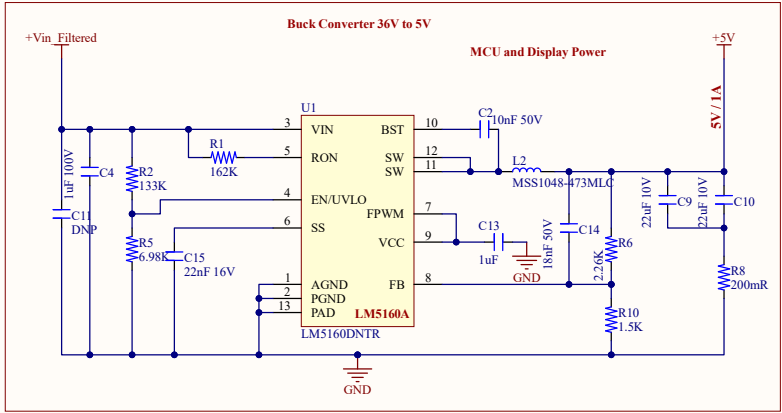 Buck Converter 36V to 5V
+Vin_Filtered
MCU and Display Power
+5V
5V / 1A
U1
3 VIN
BST 10
C2
10nF 50V
R1
162K
5 RON
SW 12
SW 11
L2
MSS1048-473MLC
1uF 100V
C4
R2
133K
4 EN/UVLO
FPWM 7
C11
DNP
6 SS
VCC 9
C13
1uF
GND
18nF 50V
C14
R6
2.26K
22uF 10V
C9
22uF 10V
C10
R5
6.98K
C15
22nF 16V
1 AGND
2 PGND
13 PAD
FB 8
LM5160A
LM5160DNTR
R8
200mR
R10
1.5K
GND